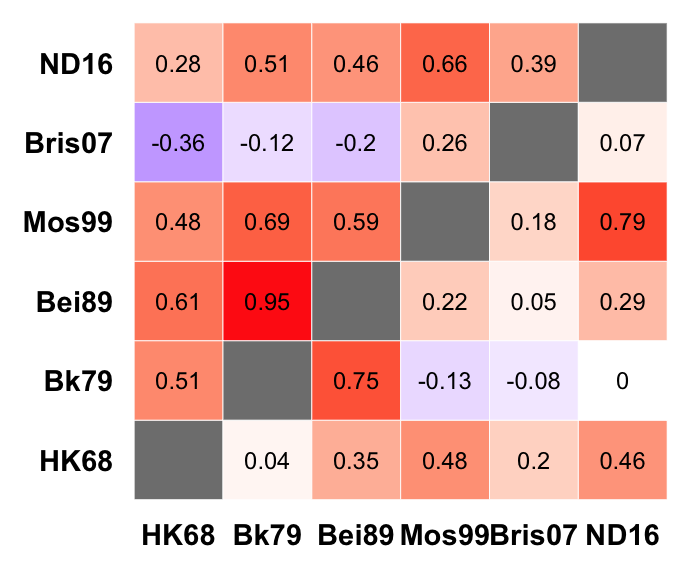 ND16 0.28 0.51 0.46 0.66 0.39
Bris07 -0.36 -0.12 -0.2 0.26 0.07
Mos99 0.48 0.69 0.59 0.18 0.79
Bei89 0.61 0.95 0.22 0.05 0.29
Bk79 0.51 0.75 -0.13 -0.08 0
HK68 0.04 0.35 0.48 0.2 0.46
HK68 Bk79 Bei89 Mos99 Bris07 ND16